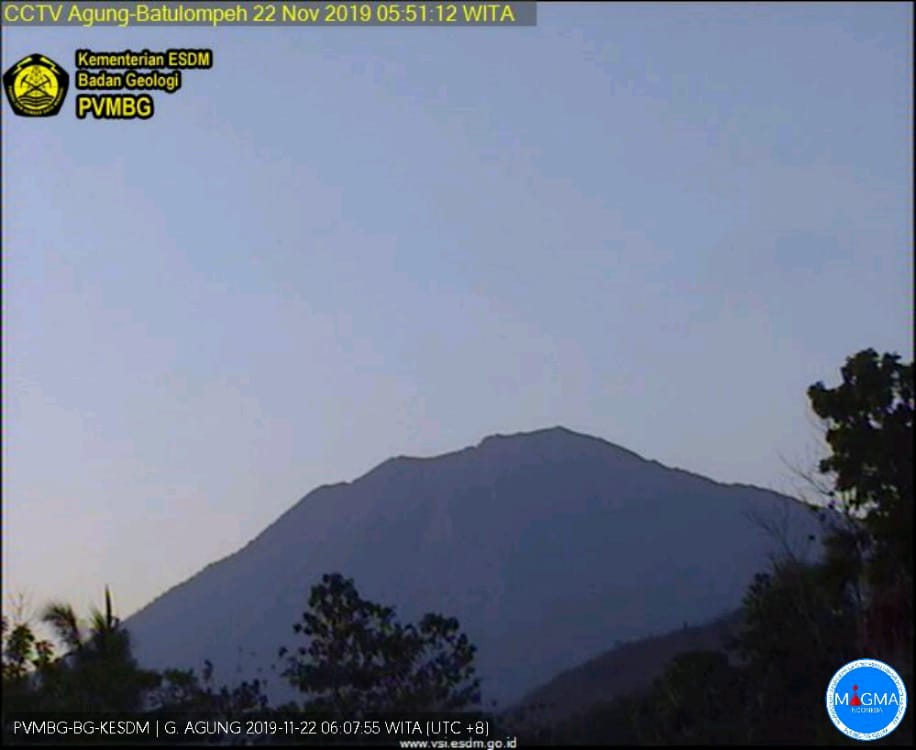 CCTV Agung-Batulompeh 22 Nov 2019 05:51:12 WITA
Kementerian ESDM
Badan Geologi
PVMBG
MAGMA
INDONESIA
PVMBG-BG-KESDM | G. AGUNG 2019-11-22 06:07:55 WITA (UTC +8)
www.vsi.esdm.go.id